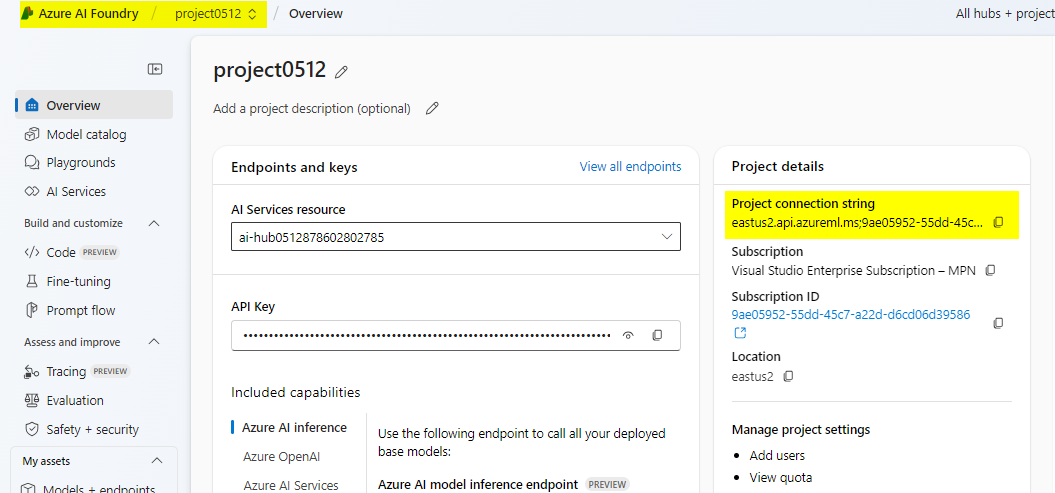 Azure AI Foundry / project0512 / Overview
All hubs + project
project0512
Add a project description (optional)
Overview
Model catalog
Playgrounds
AI Services
Build and customize
Code PREVIEW
Fine-tuning
Prompt flow
Assess and improve
Tracing PREVIEW
Evaluation
Safety + security
My assets
Models + endpoints
Endpoints and keys
View all endpoints
AI Services resource
ai-hub0512878602802785
API Key
Included capabilities
Azure AI inference
Azure OpenAI
Azure AI Services
Use the following endpoint to call all your deployed
base models:
Azure AI model inference endpoint PREVIEW
Project details
Project connection string
eastus2.api.azureml.ms;9ae05952-55dd-45c...
Subscription
Visual Studio Enterprise Subscription – MPN
Subscription ID
9ae05952-55dd-45c7-a22d-d6cd06d39586
Location
eastus2
Manage project settings
Add users
View quota